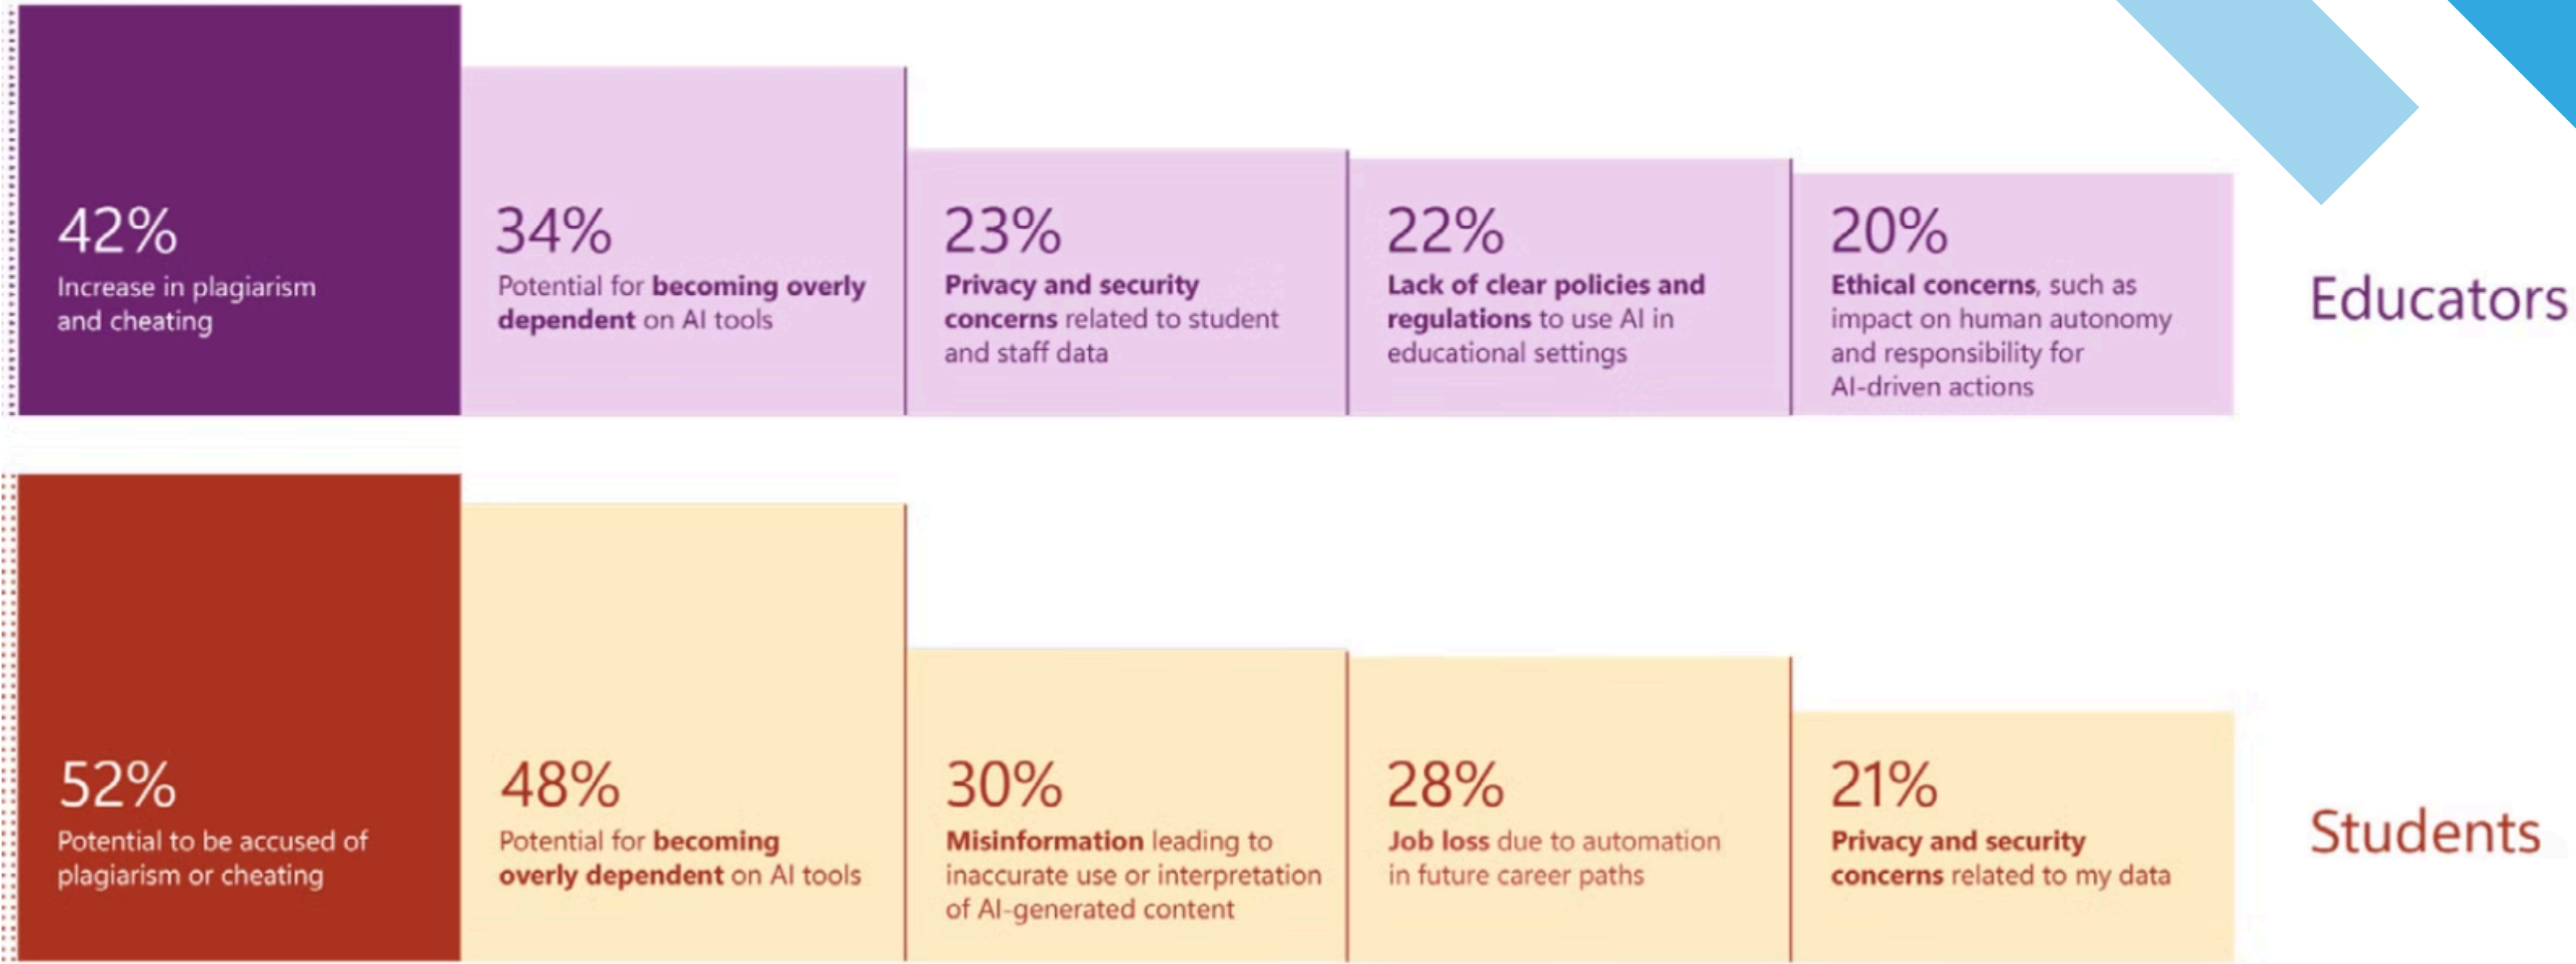 42%
Increase in plagiarism
and cheating
34%
Potential for becoming overly
dependent on AI tools
23%
Privacy and security
concerns related to student
and staff data
22%
Lack of clear policies and
regulations to use AI in
educational settings
20%
Ethical concerns, such as
impact on human autonomy
and responsibility for
AI-driven actions
Educators
52%
Potential to be accused of
plagiarism or cheating
48%
Potential for becoming
overly dependent on AI tools
30%
Misinformation leading to
inaccurate use or interpretation
of AI-generated content
28%
Job loss due to automation
in future career paths
21%
Privacy and security
concerns related to my data
Students